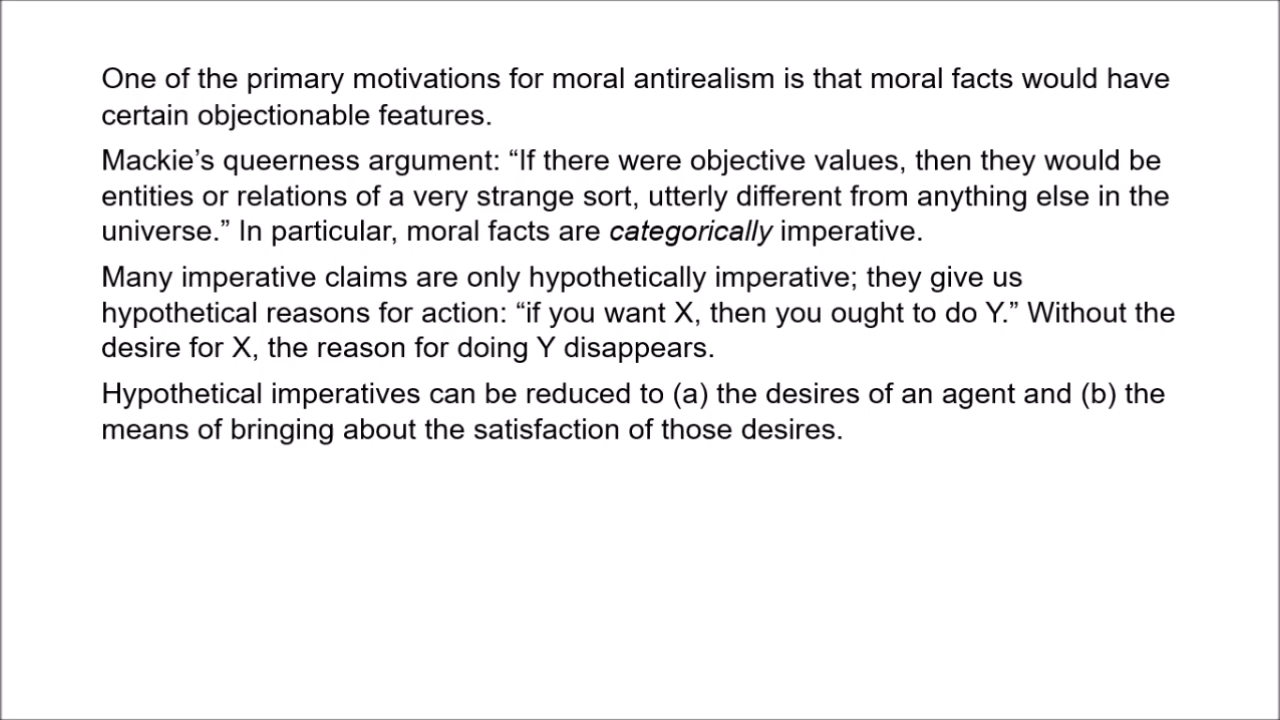 One of the primary motivations for moral antirealism is that moral facts would have
certain objectionable features.
Mackie’s queerness argument: “If there were objective values, then they would be
entities or relations of a very strange sort, utterly different from anything else in the
universe.” In particular, moral facts are categorically imperative.
Many imperative claims are only hypothetically imperative; they give us
hypothetical reasons for action: “if you want X, then you ought to do Y.” Without the
desire for X, the reason for doing Y disappears.
Hypothetical imperatives can be reduced to (a) the desires of an agent and (b) the
means of bringing about the satisfaction of those desires.